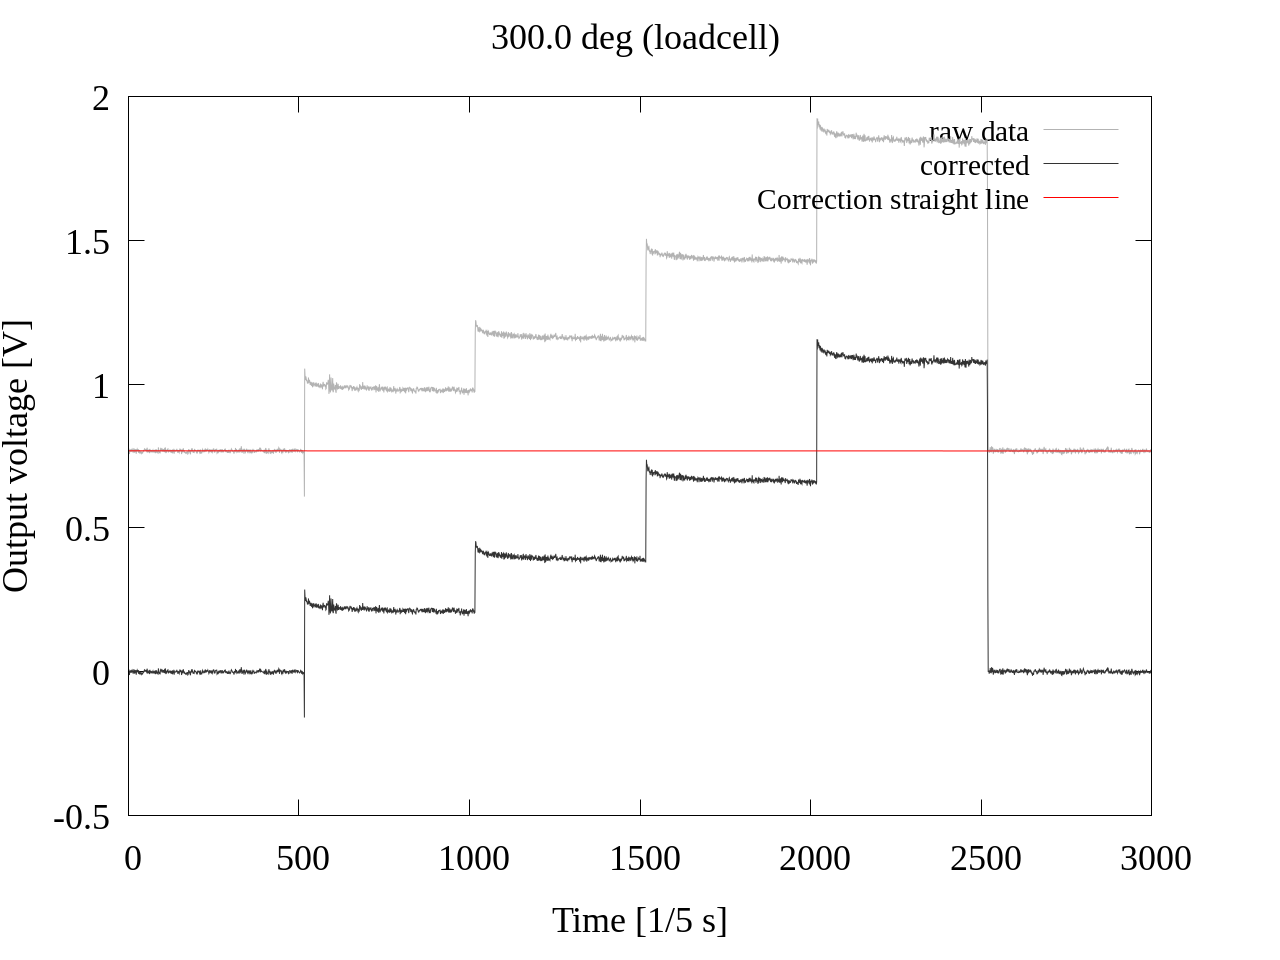 300.0 deg (loadcell)
2
1.5
1
0.5
0
-0.5
Output voltage [V]
raw data
corrected
Correction straight line
0 500 1000 1500 2000 2500 3000
Time [1/5 s]